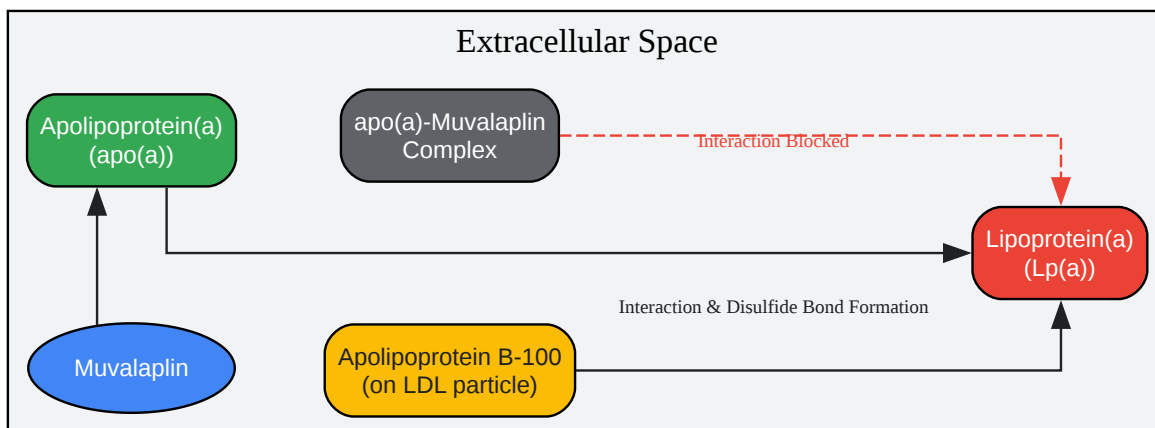 Extracellular Space
Apolipoprotein(a)
(apo(a))
apo(a)-Muvalaplin
Complex
Interaction Blocked
Lipoprotein(a)
(Lp(a))
Interaction & Disulfide Bond Formation
Muvalaplin
Apolipoprotein B-100
(on LDL particle)